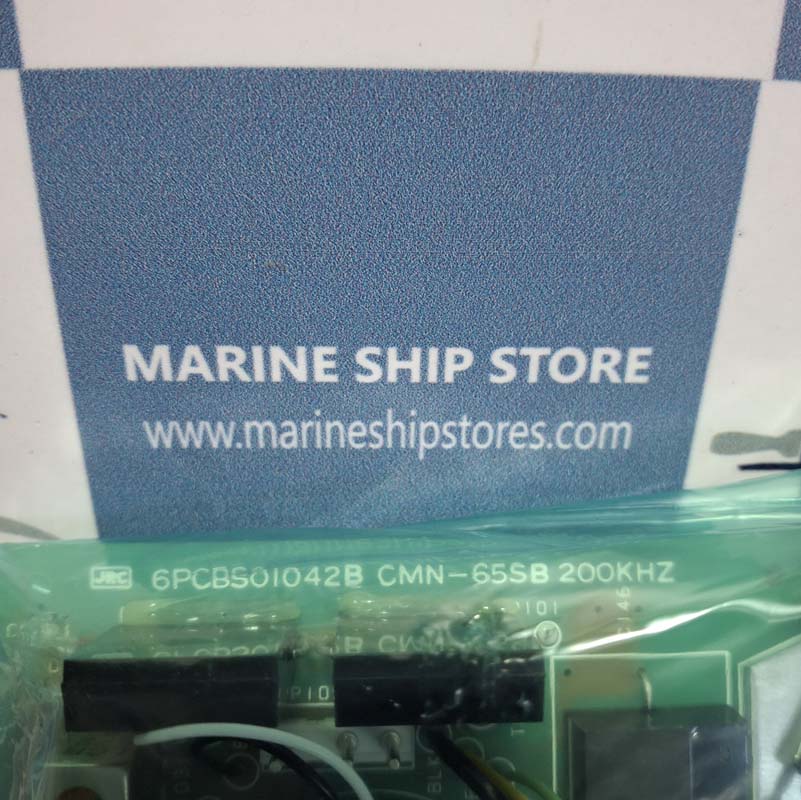 MARINE SHIP STORE
www.marineshipstores.com
JRC 6PCBS01042B CMN-65SB 200KHZ